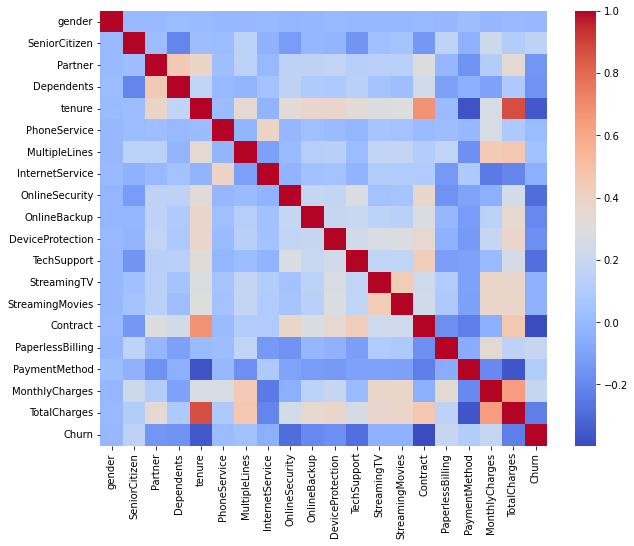 gender
SeniorCitizen
Partner
Dependents
tenure
PhoneService
MultipleLines
InternetService
OnlineSecurity
OnlineBackup
DeviceProtection
TechSupport
StreamingTV
StreamingMovies
Contract
PaperlessBilling
PaymentMethod
MonthlyCharges
TotalCharges
Churn
gender
SeniorCitizen
Partner
Dependents
tenure
PhoneService
MultipleLines
InternetService
OnlineSecurity
OnlineBackup
DeviceProtection
TechSupport
StreamingTV
StreamingMovies
Contract
PaperlessBilling
PaymentMethod
MonthlyCharges
TotalCharges
Churn
1.0
0.8
0.6
0.4
0.2
0.0
−0.2